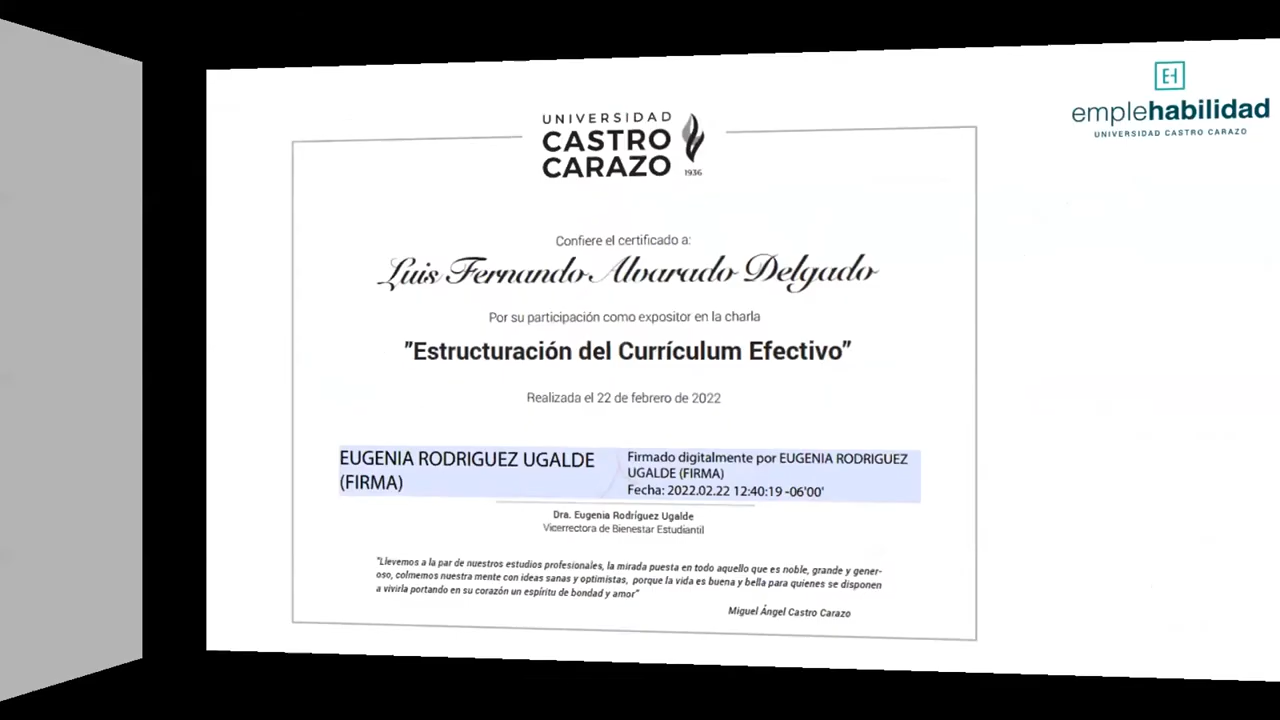 EH
emplehabilidad
UNIVERSIDAD CASTRO CARAZO
UNIVERSIDAD
CASTRO
CARAZO
1936
Confiere el certificado a:
Luis Fernando Alvarado Delgado
Por su participación como expositor en la charla
"Estructuración del Currículum Efectivo"
Realizada el 22 de febrero de 2022
EUGENIA RODRIGUEZ UGALDE
(FIRMA)
Firmado digitalmente por EUGENIA RODRIGUEZ
UGALDE (FIRMA)
Fecha: 2022.02.22 12:40:19 -06'00'
Dra. Eugenia Rodríguez Ugalde
Vicerrectora de Bienestar Estudiantil
"Llevemos a la par de nuestros estudios profesionales, la mirada puesta en todo aquello que es noble, grande y gener-
oso, colmemos nuestra mente con ideas sanas y optimistas, porque la vida es buena y bella para quienes se disponen
a vivirla portando en su corazón un espíritu de bondad y amor"
Miguel Ángel Castro Carazo